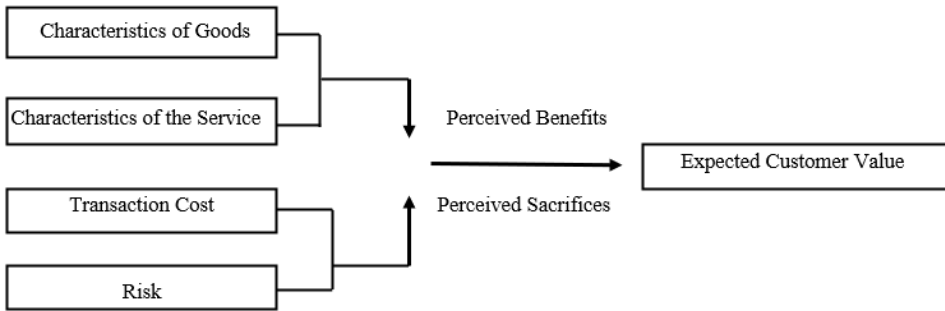 Characteristics of Goods
Characteristics of the Service
Perceived Benefits
Expected Customer Value
Transaction Cost
Perceived Sacrifices
Risk